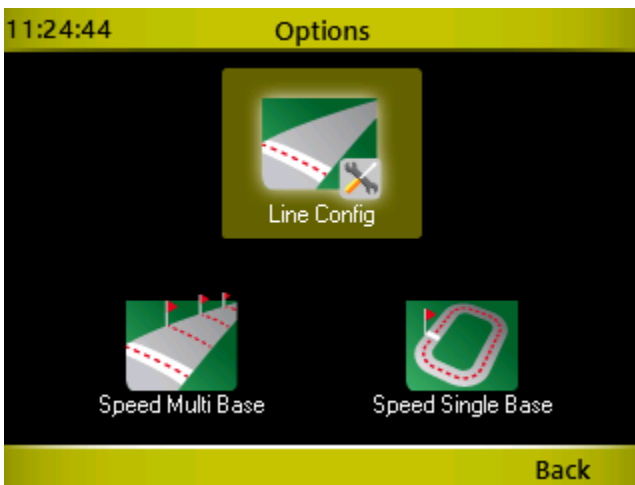 11:24:44 Options
Line Config
Speed Multi Base Speed Single Base
Back